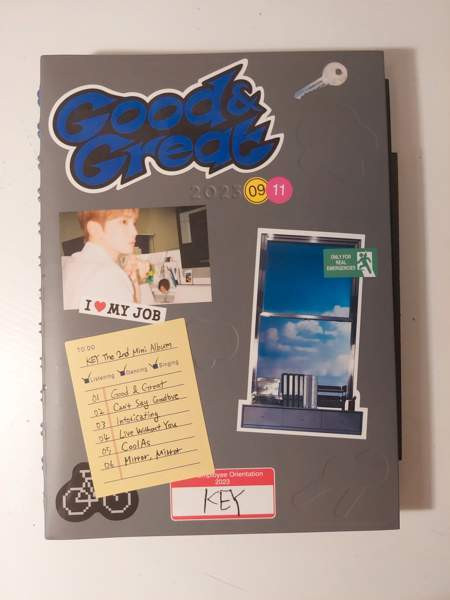 Good &
Great
2023 09 11
I ♥ MY JOB
ONLY FOR
REAL
EMERGENCIES
TO DO
KEY The 2nd Mini Album
Listening Dancing Singing
01 Good & Great
02 Can't Say Goodbye
03 Intoxicating
04 Live Without You
05 CoolAs
06 Mirror, Mirror
Employee Orientation
2023
KEY